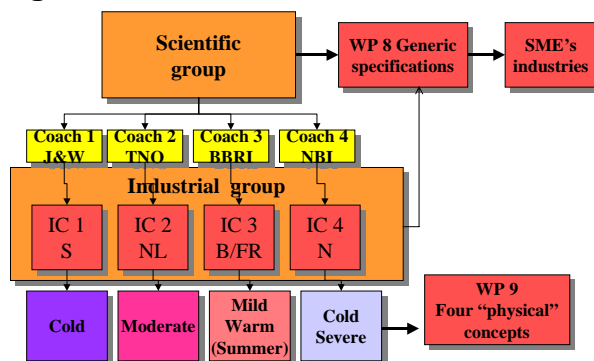 Scientific
group
WP 8 Generic
specifications
SME's
industries
Coach 1
J&W
Coach 2
TNO
Coach 3
BBRI
Coach 4
NBI
Industrial group
IC 1
S
IC 2
NL
IC 3
B/FR
IC 4
N
Cold
Moderate
Mild
Warm
(Summer)
Cold
Severe
WP 9
Four “physical”
concepts